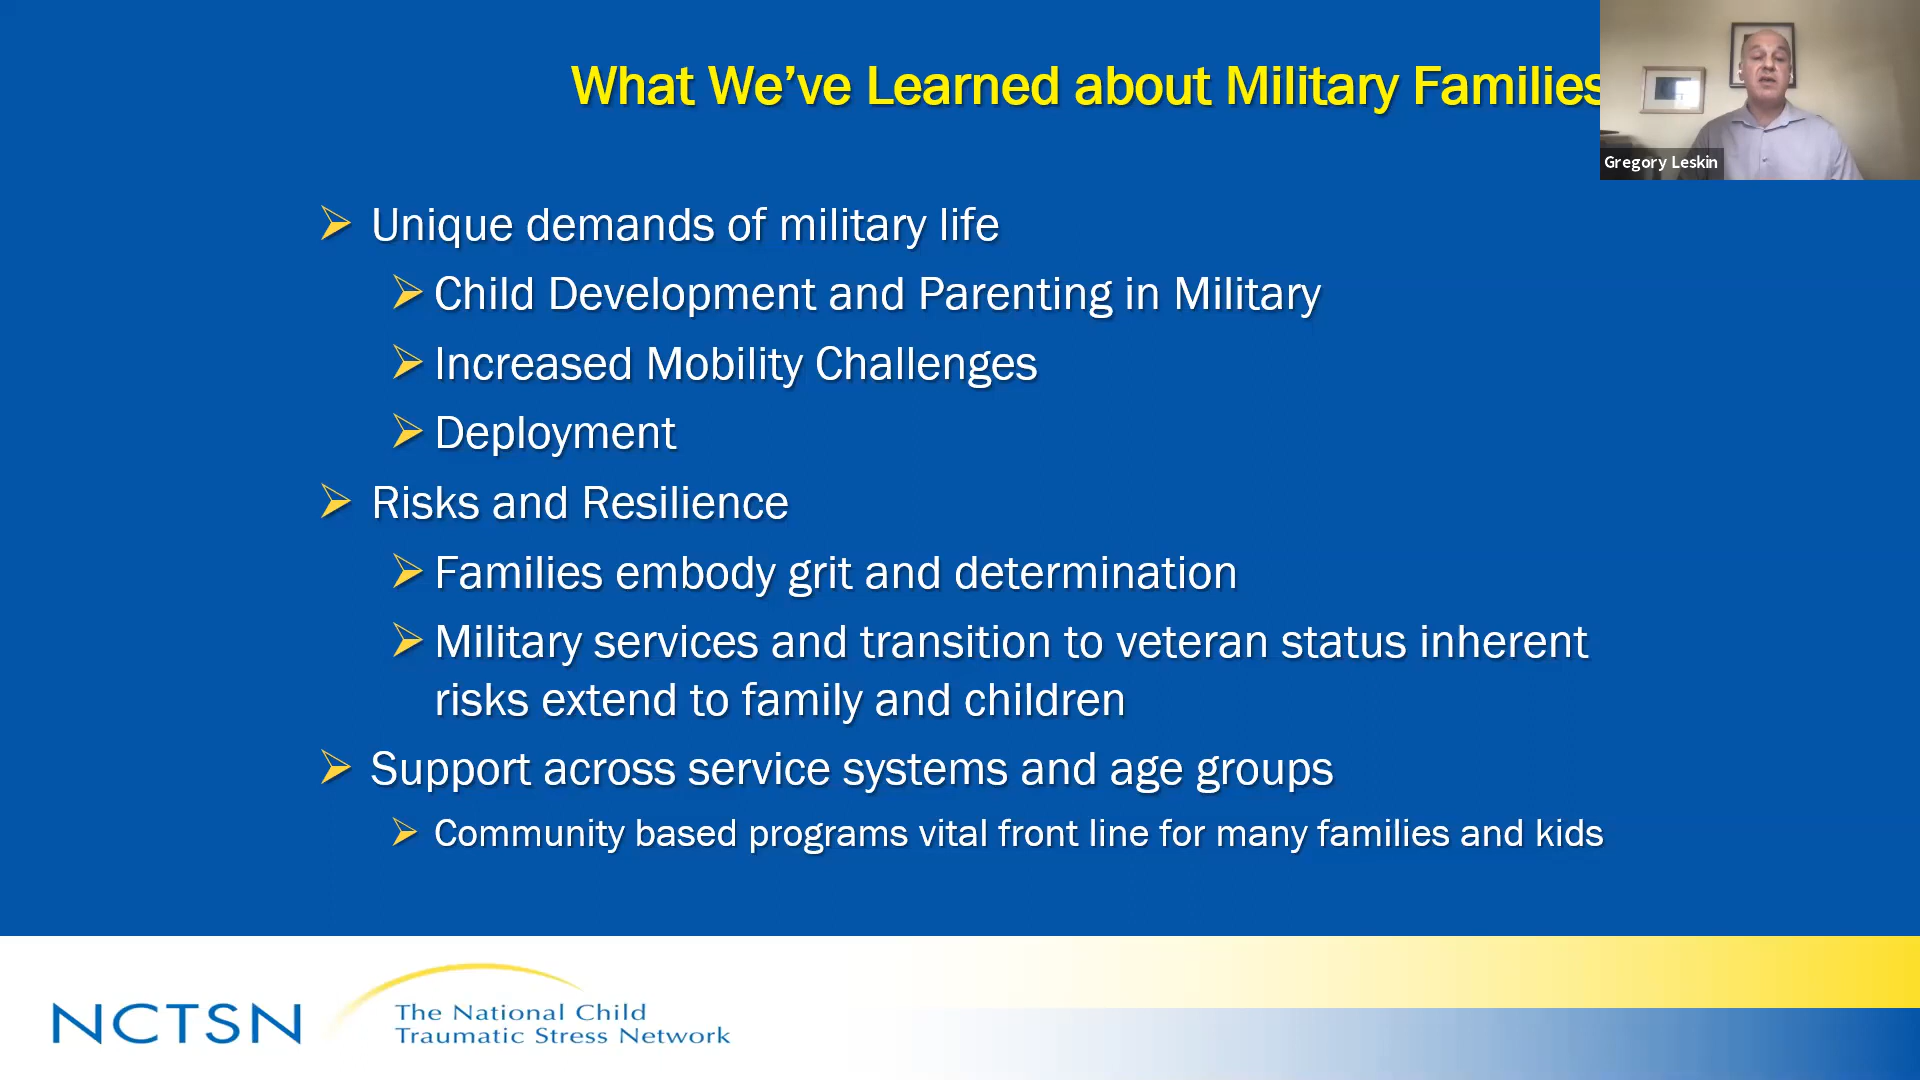 What We’ve Learned about Military Families
Gregory Leskin
Unique demands of military life
Child Development and Parenting in Military
Increased Mobility Challenges
Deployment
Risks and Resilience
Families embody grit and determination
Military services and transition to veteran status inherent
risks extend to family and children
Support across service systems and age groups
Community based programs vital front line for many families and kids
NCTSN
The National Child
Traumatic Stress Network